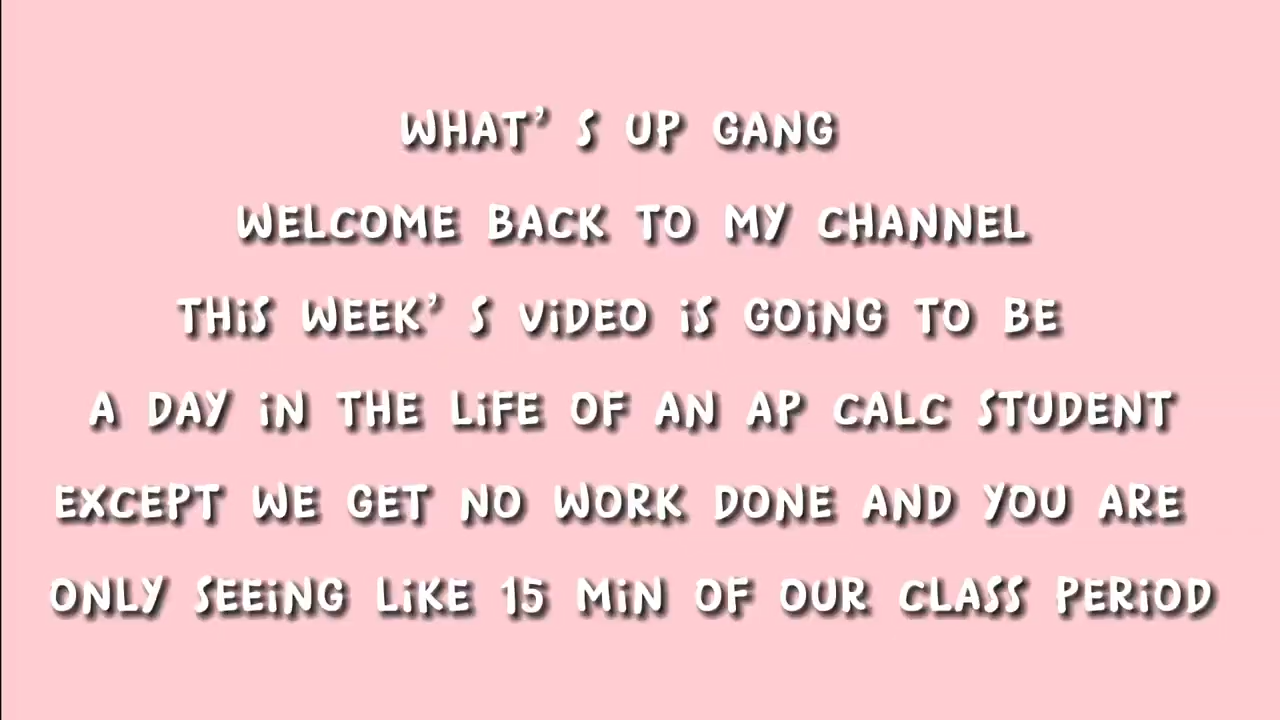 WHAT'S UP GANG
WELCOME BACK TO MY CHANNEL
THIS WEEK'S VIDEO IS GOING TO BE
A DAY IN THE LIFE OF AN AP CALC STUDENT
EXCEPT WE GET NO WORK DONE AND YOU ARE
ONLY SEEING LIKE 15 MIN OF OUR CLASS PERIOD